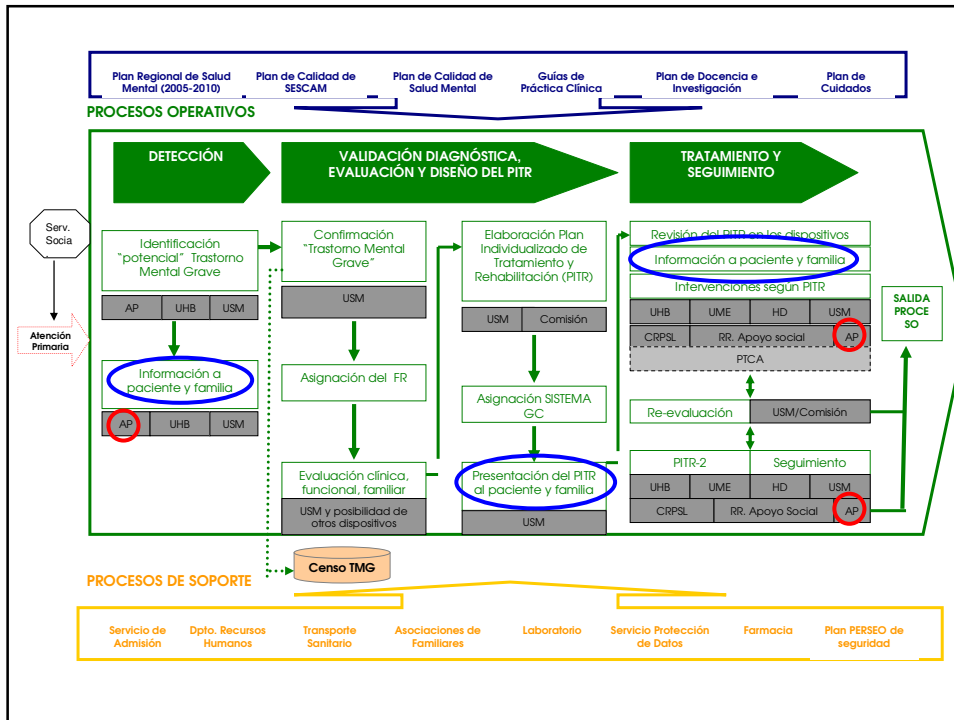 Plan Regional de Salud
Mental (2005-2010)
Plan de Calidad de
SESCAM
Plan de Calidad de
Salud Mental
Guías de
Práctica Clínica
Plan de Docencia e
Investigación
Plan de
Cuidados
PROCESOS OPERATIVOS
DETECCIÓN
VALIDACIÓN DIAGNÓSTICA,
EVALUACIÓN Y DISEÑO DEL PITR
TRATAMIENTO Y
SEGUIMIENTO
Serv.
Socia
Atención
Primaria
Identificación
"potencial" Trastorno
Mental Grave
AP
UHB
USM
Información a
paciente y familia
AP
UHB
USM
Confirmación
"Trastorno Mental
Grave"
USM
Asignación del FR
Evaluación clínica,
funcional, familiar
USM y posibilidad de
otros dispositivos
Elaboración Plan
Individualizado de
Tratamiento y
Rehabilitación (PITR)
USM
Comisión
Asignación SISTEMA
GC
Presentación del PITR
al paciente y familia
USM
Revisión del PITR en los dispositivos
Información a paciente y familia
Intervenciones según PITR
UHB
UME
HD
USM
CRPSL
RR. Apoyo social
AP
PTCA
Re-evaluación
USM/Comisión
PITR-2
Seguimiento
UHB
UME
HD
USM
CRPSL
RR. Apoyo Social
AP
SALIDA
PROCE
SO
Censo TMG
PROCESOS DE SOPORTE
Servicio de
Admisión
Dpto. Recursos
Humanos
Transporte
Sanitario
Asociaciones de
Familiares
Laboratorio
Servicio Protección
de Datos
Farmacia
Plan PERSEO de
seguridad